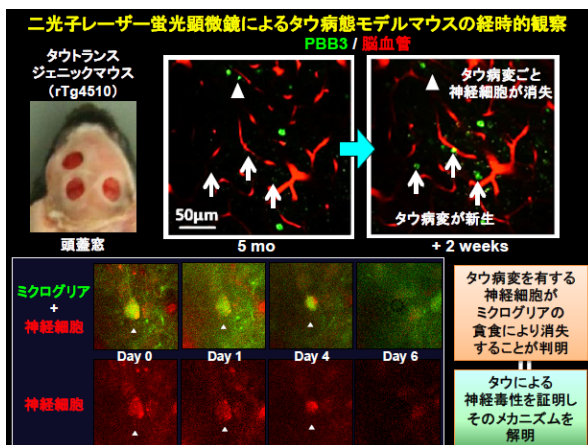 二光子レーザー蛍光顕微鏡によるタウ病態モデルマウスの経時的観察
PBB3 / 脳血管
タウトランス
ジェニックマウス
(rTg4510)
頭蓋窓
50μm
5 mo
タウ病変ごと
神経細胞が消失
タウ病変が新生
+ 2 weeks
ミクログリア
+
神経細胞
Day 0
Day 1
Day 4
Day 6
神経細胞
タウ病変を有する
神経細胞が
ミクログリアの
貪食により消失
することが判明
タウによる
神経毒性を証明し
そのメカニズムを
解明